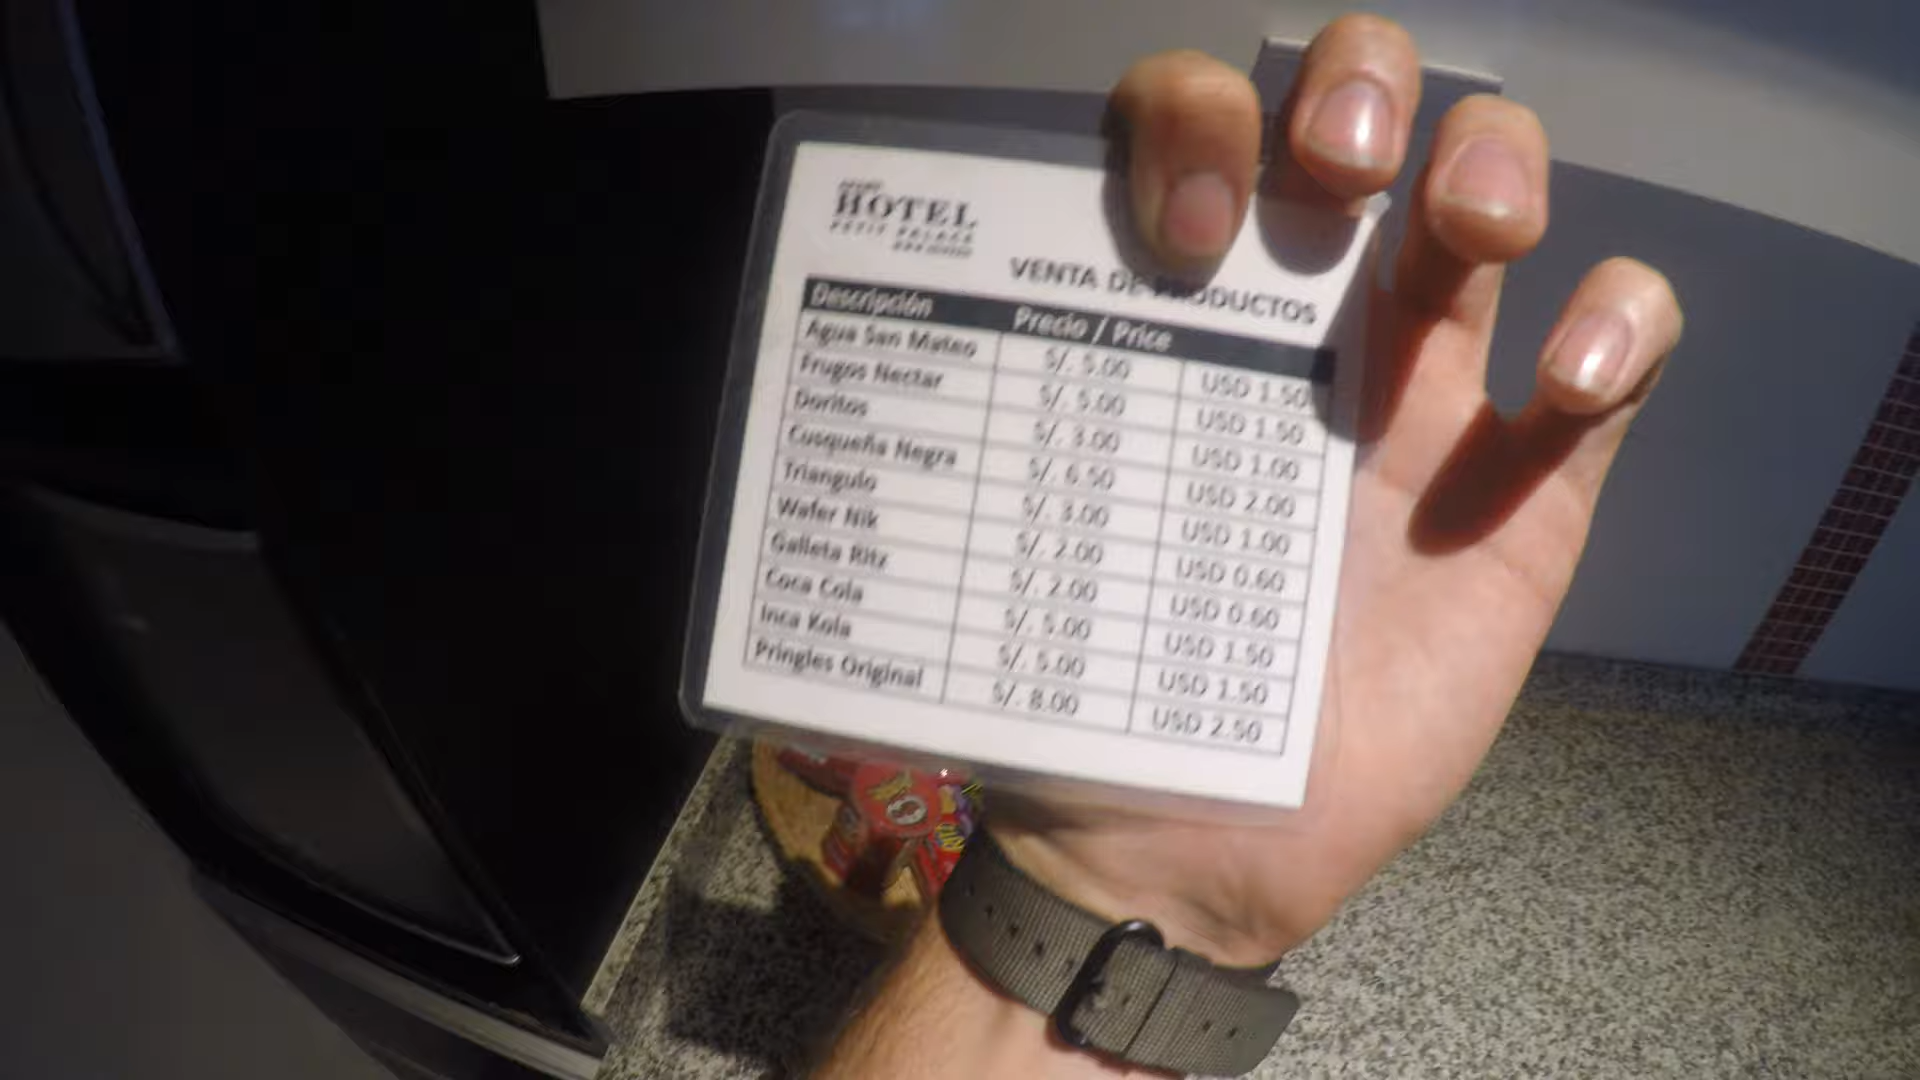 HOTEL
PETIT PALACE
VENTA DE PRODUCTOS
Descripción Precio / Price
Agua San Mateo S/. 5.00 USD 1.50
Frugos Nectar S/. 5.00 USD 1.50
Doritos S/. 3.00 USD 1.00
Cusqueña Negra S/. 6.50 USD 2.00
Triangulo S/. 3.00 USD 1.00
Wafer Nik S/. 2.00 USD 0.60
Galleta Ritz S/. 2.00 USD 0.60
Coca Cola S/. 5.00 USD 1.50
Inca Kola S/. 5.00 USD 1.50
Pringles Original S/. 8.00 USD 2.50